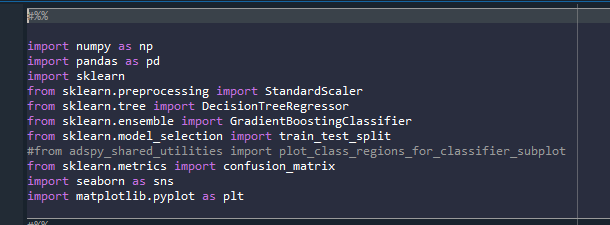 #%%
import numpy as np
import pandas as pd
import sklearn
from sklearn.preprocessing import StandardScaler
from sklearn.tree import DecisionTreeRegressor
from sklearn.ensemble import GradientBoostingClassifier
from sklearn.model_selection import train_test_split
#from adspy_shared_utilities import plot_class_regions_for_classifier_subplot
from sklearn.metrics import confusion_matrix
import seaborn as sns
import matplotlib.pyplot as plt
#%%